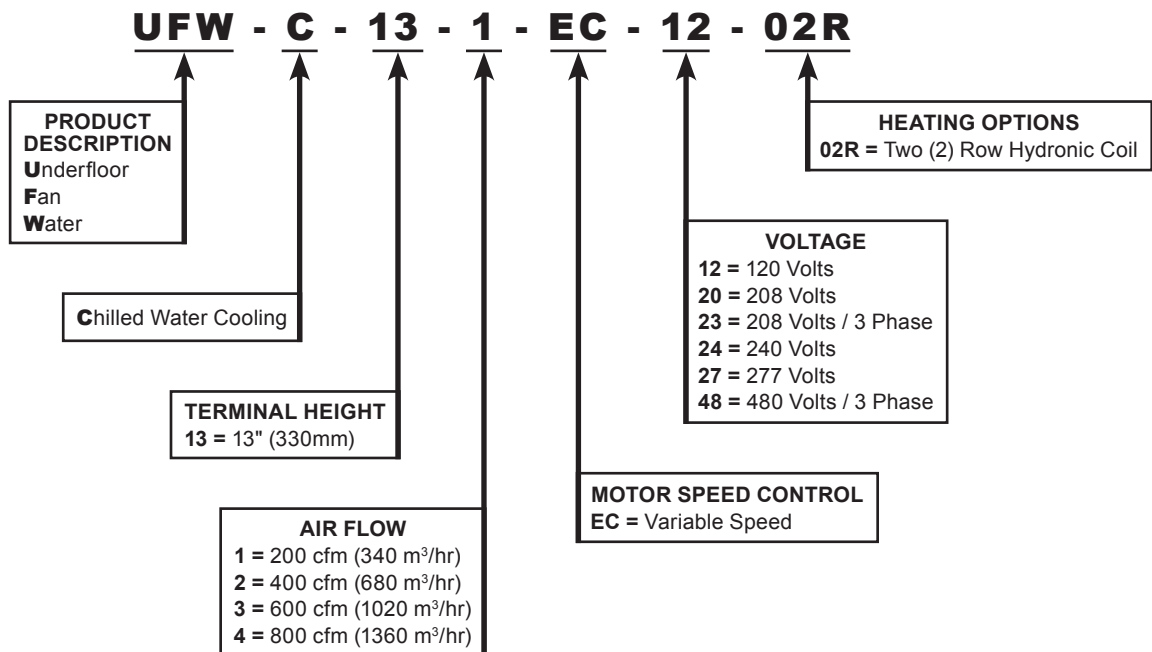 UFW - C - 13 - 1 - EC - 12 - 02R
PRODUCT
DESCRIPTION
Underfloor
Fan
Water
Chilled Water Cooling
TERMINAL HEIGHT
13 = 13" (330mm)
AIR FLOW
1 = 200 cfm (340 m³/hr)
2 = 400 cfm (680 m³/hr)
3 = 600 cfm (1020 m³/hr)
4 = 800 cfm (1360 m³/hr)
MOTOR SPEED CONTROL
EC = Variable Speed
VOLTAGE
12 = 120 Volts
20 = 208 Volts
23 = 208 Volts / 3 Phase
24 = 240 Volts
27 = 277 Volts
48 = 480 Volts / 3 Phase
HEATING OPTIONS
02R = Two (2) Row Hydronic Coil